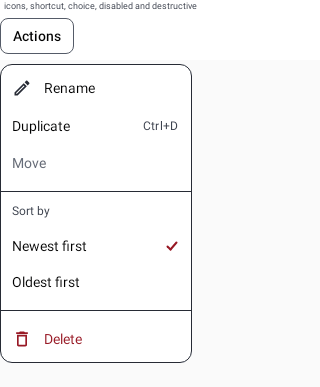 icons, shortcut, choice, disabled and destructive
Actions
Rename
Duplicate Ctrl+D
Move
Sort by
Newest first
Oldest first
Delete